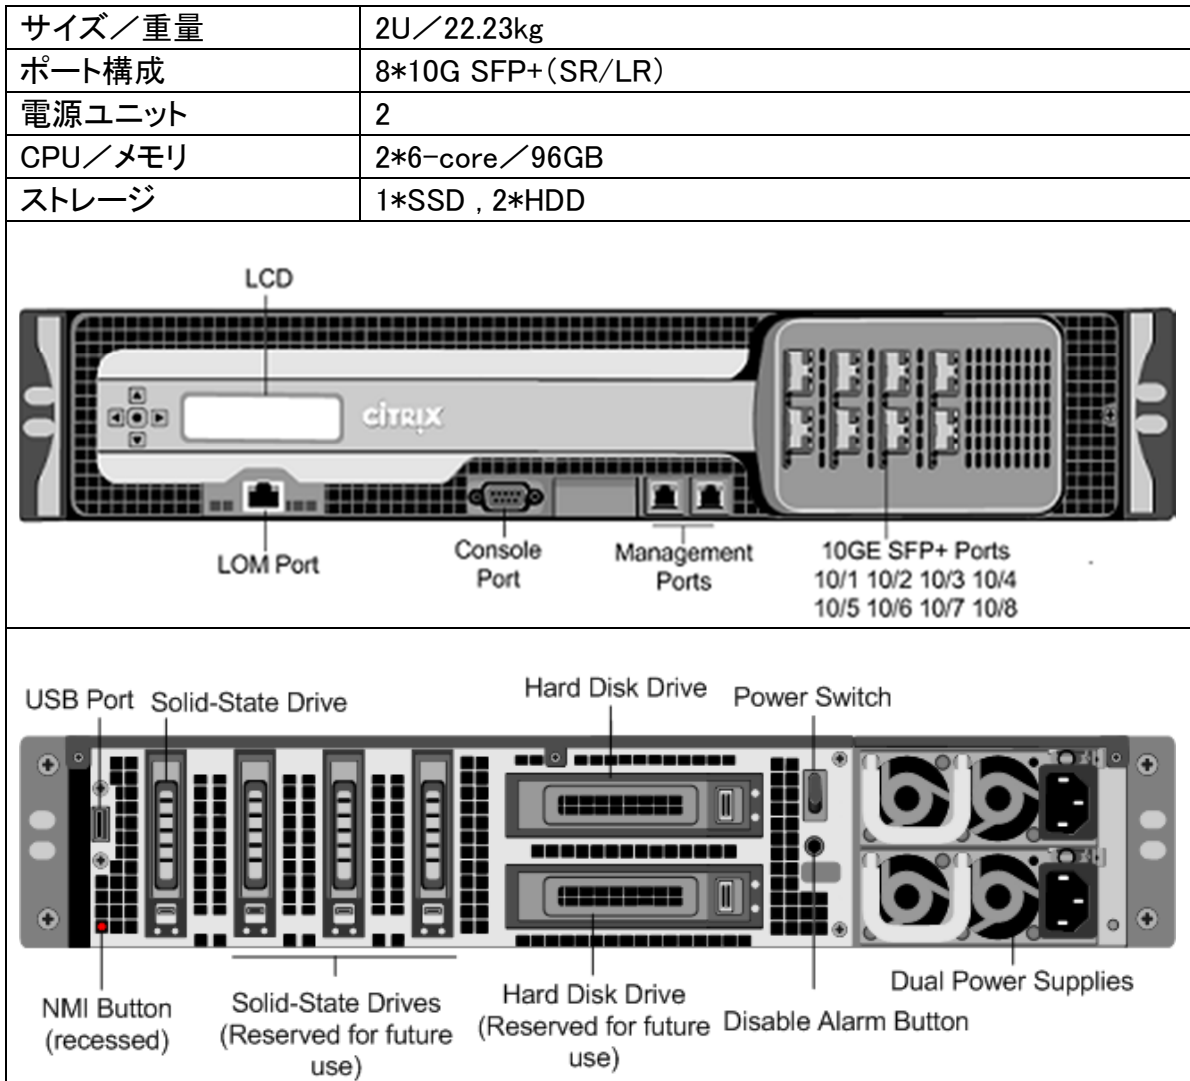 サイズ／重量 2U／22.23kg
ポート構成 8*10G SFP+（SR/LR）
電源ユニット 2
CPU／メモリ 2*6-core／96GB
ストレージ 1*SSD , 2*HDD
LCD
CITRIX
LOM Port
Console
Port
Management
Ports
10GE SFP+ Ports
10/1 10/2 10/3 10/4
10/5 10/6 10/7 10/8
USB Port
Solid-State Drive
Hard Disk Drive
Power Switch
NMI Button
(recessed)
Solid-State Drives
(Reserved for future
use)
Hard Disk Drive
(Reserved for future
use)
Disable Alarm Button
Dual Power Supplies